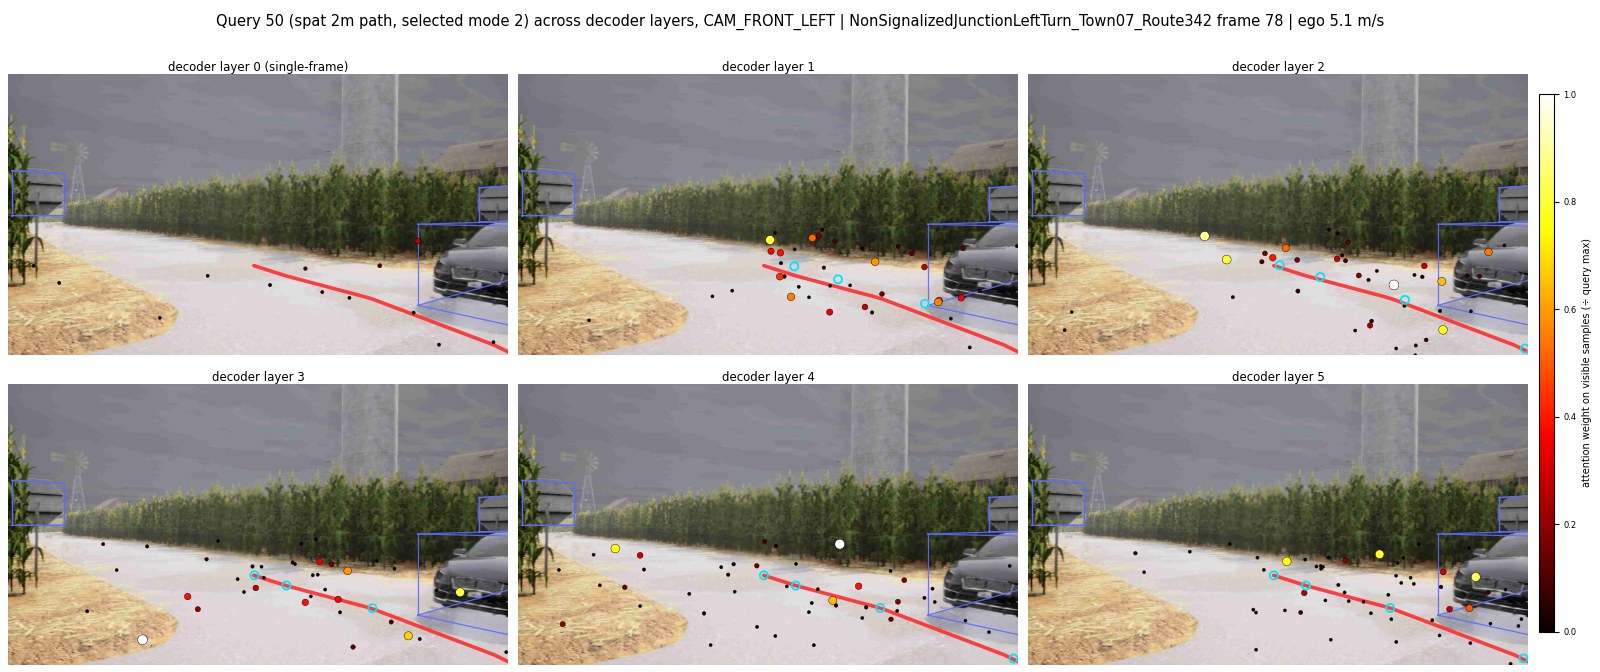 Query 50 (spat 2m path, selected mode 2) across decoder layers, CAM_FRONT_LEFT | NonSignalizedJunctionLeftTurn_Town07_Route342 frame 78 | ego 5.1 m/s
decoder layer 0 (single-frame)
decoder layer 1
decoder layer 2
decoder layer 3
decoder layer 4
decoder layer 5
1.0
0.8
0.6
0.4
0.2
0.0
attention weight on visible samples (÷ query max)